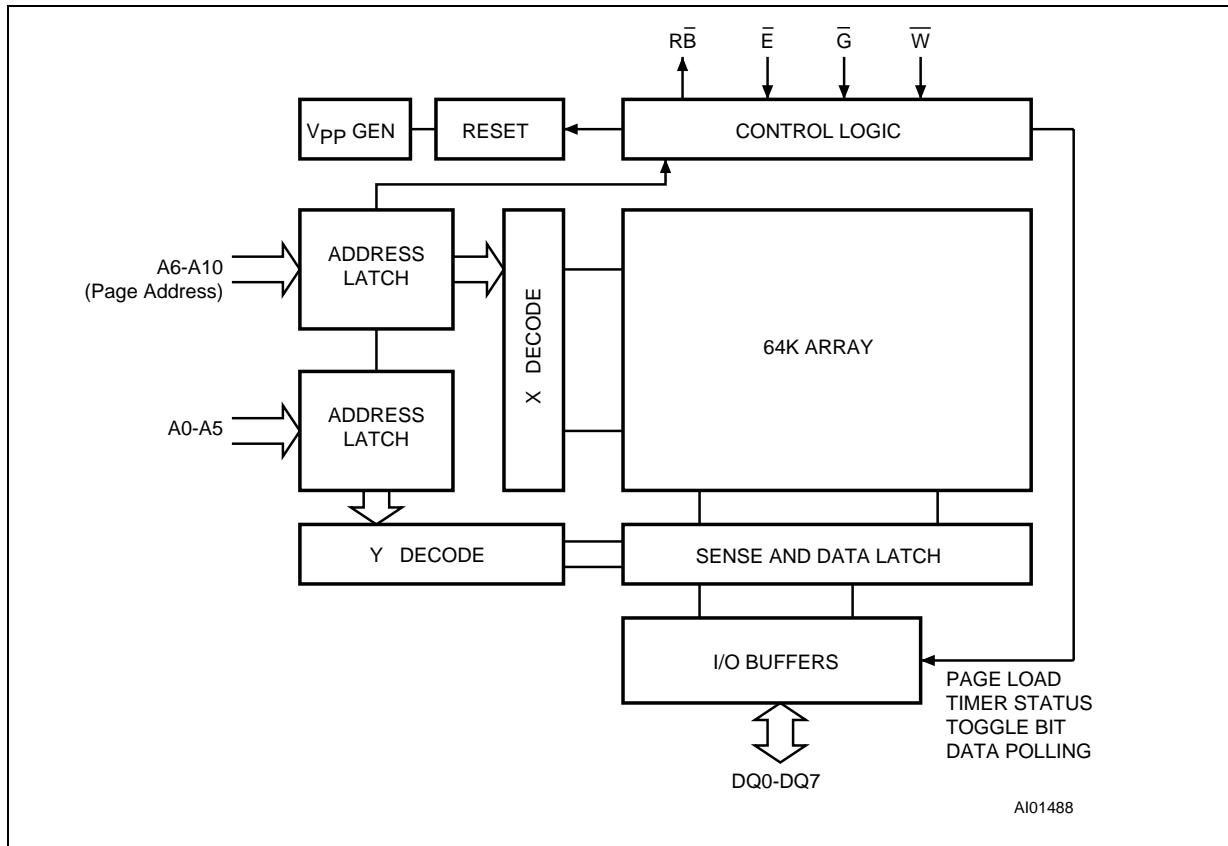 RB̅ E̅ G̅ W̅
VPP GEN
RESET
CONTROL LOGIC
A6-A10
(Page Address)
ADDRESS
LATCH
X DECODE
64K ARRAY
A0-A5
ADDRESS
LATCH
Y DECODE
SENSE AND DATA LATCH
I/O BUFFERS
PAGE LOAD
TIMER STATUS
TOGGLE BIT
DATA POLLING
DQ0-DQ7
AI01488